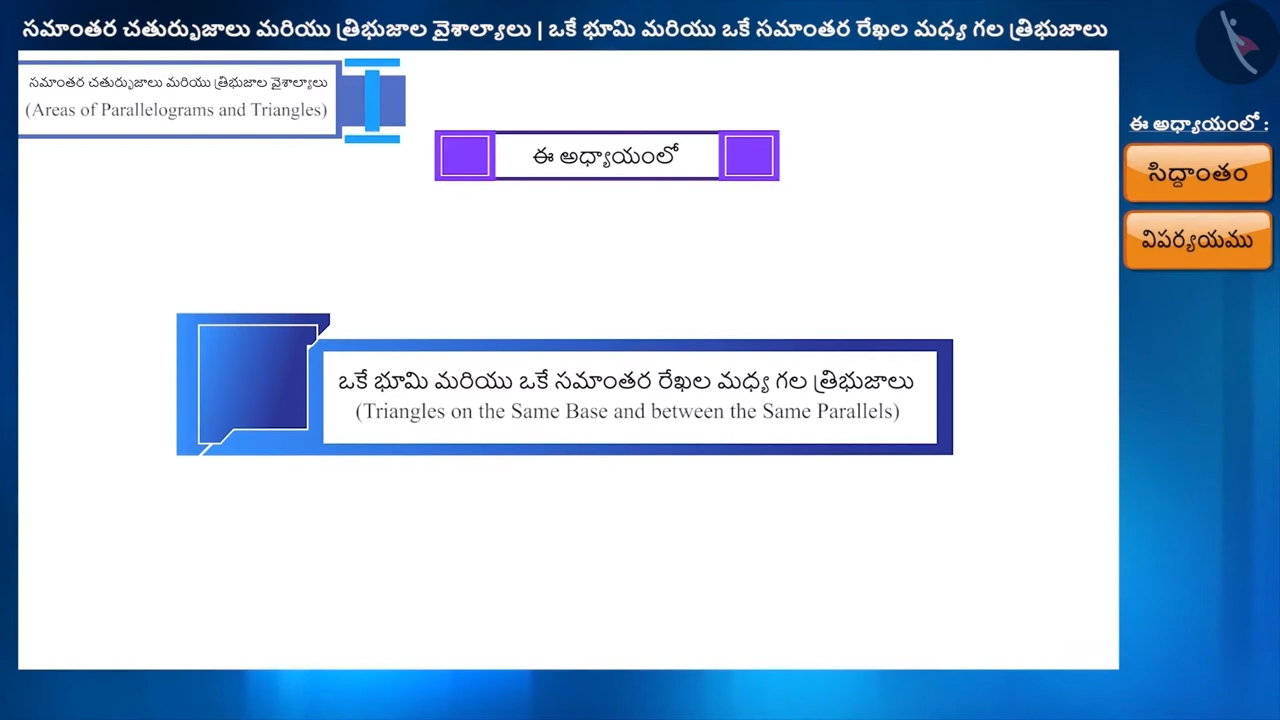 సమాంతర చతుర్భుజాలు మరియు త్రిభుజాల వైశాల్యాలు | ఒకే భూమి మరియు ఒకే సమాంతర రేఖల మధ్య గల త్రిభుజాలు
సమాంతర చతుర్భుజాలు మరియు త్రిభుజాల వైశాల్యాలు
(Areas of Parallelograms and Triangles)
ఈ అధ్యాయంలో
ఒకే భూమి మరియు ఒకే సమాంతర రేఖల మధ్య గల త్రిభుజాలు
(Triangles on the Same Base and between the Same Parallels)
ఈ అధ్యాయంలో :
సిద్దాంతం
విపర్యయము